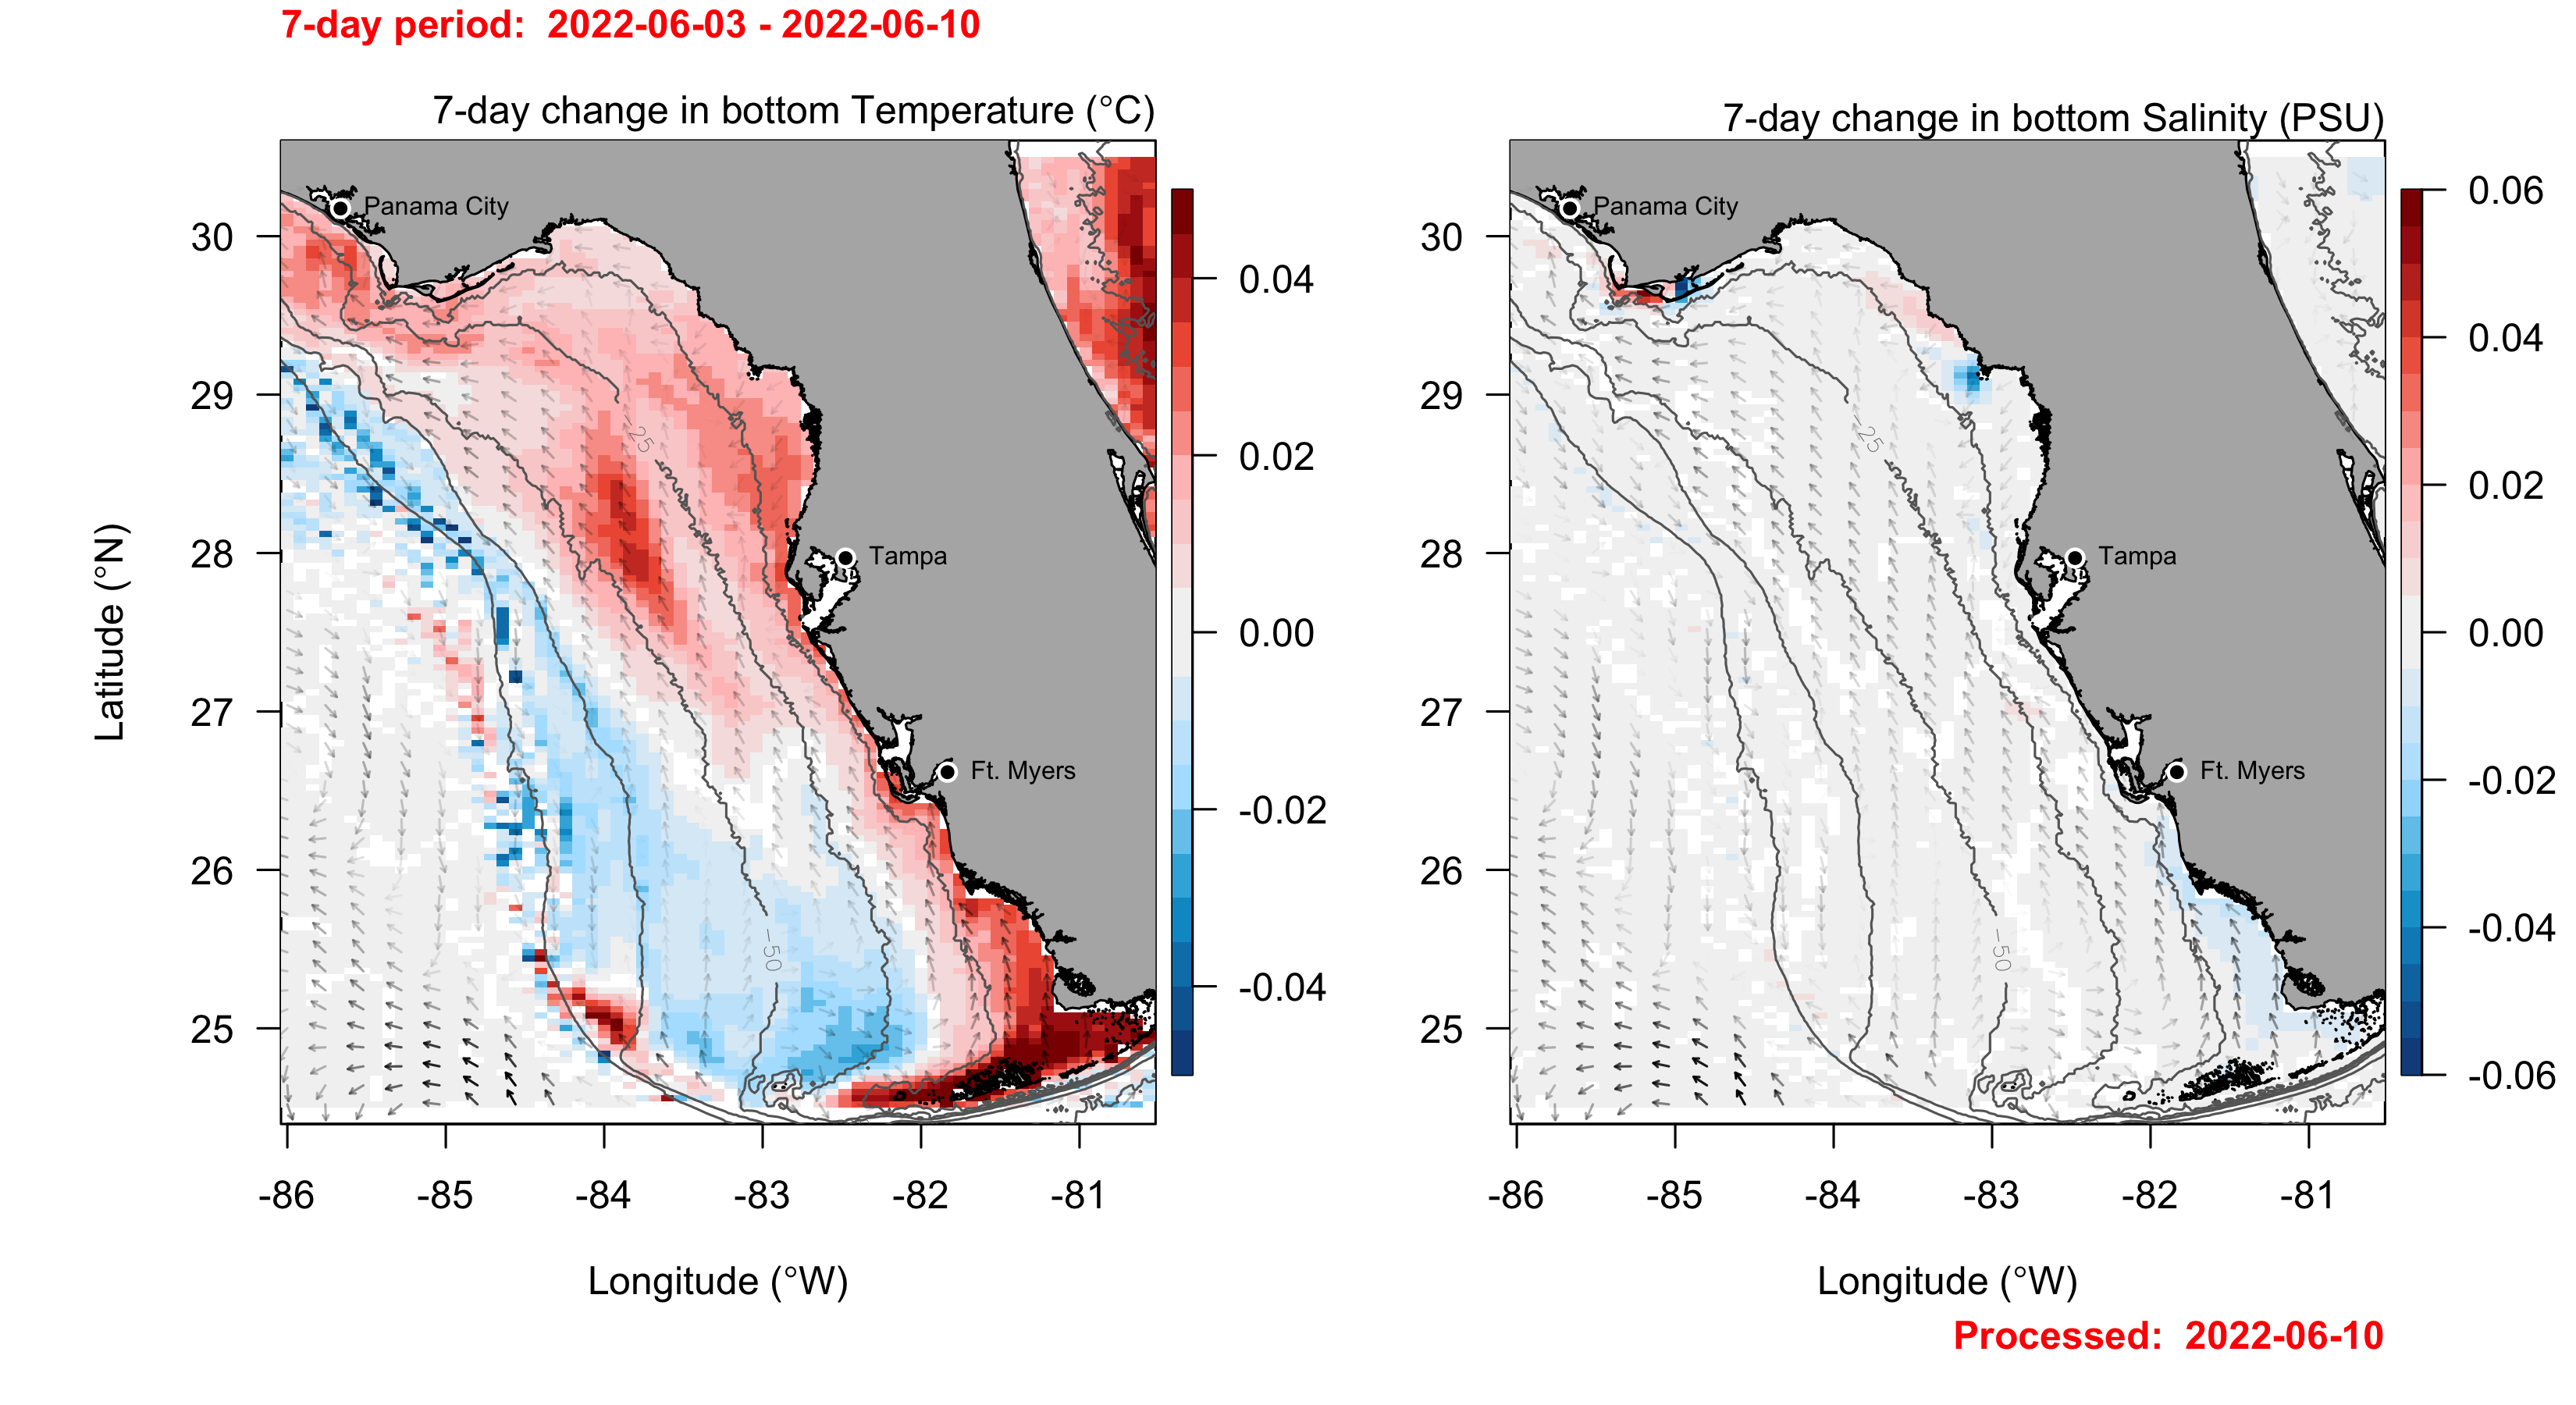 7-day period:  2022-06-03 - 2022-06-10
7-day change in bottom Temperature (°C)
Panama City
Tampa
Ft. Myers
-25
-50
30
29
28
27
26
25
Latitude (°N)
-86 -85 -84 -83 -82 -81
Longitude (°W)
0.04
0.02
0.00
-0.02
-0.04
7-day change in bottom Salinity (PSU)
Panama City
Tampa
Ft. Myers
-25
-50
30
29
28
27
26
25
-86 -85 -84 -83 -82 -81
Longitude (°W)
0.06
0.04
0.02
0.00
-0.02
-0.04
-0.06
Processed:  2022-06-10